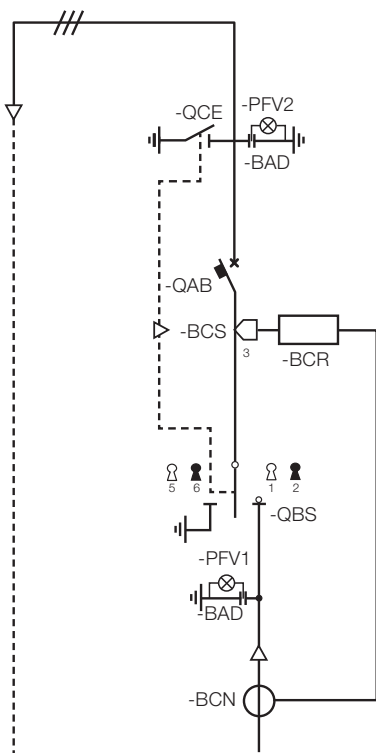 -QCE
-PFV2
-BAD
-QAB
-BCS
3
-BCR
5
6
1
2
-QBS
-PFV1
-BAD
-BCN